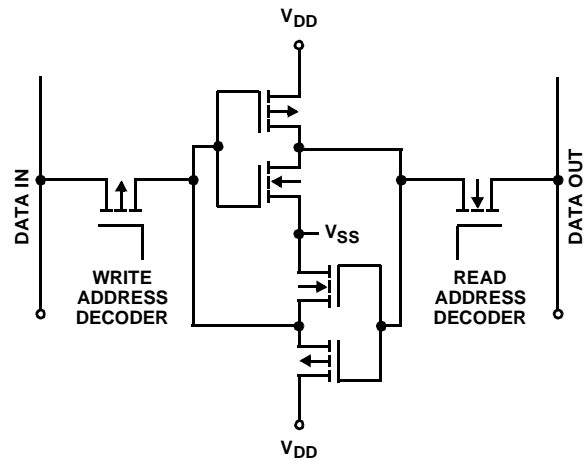 VDD
DATA IN
DATA OUT
VSS
WRITE
ADDRESS
DECODER
READ
ADDRESS
DECODER
VDD